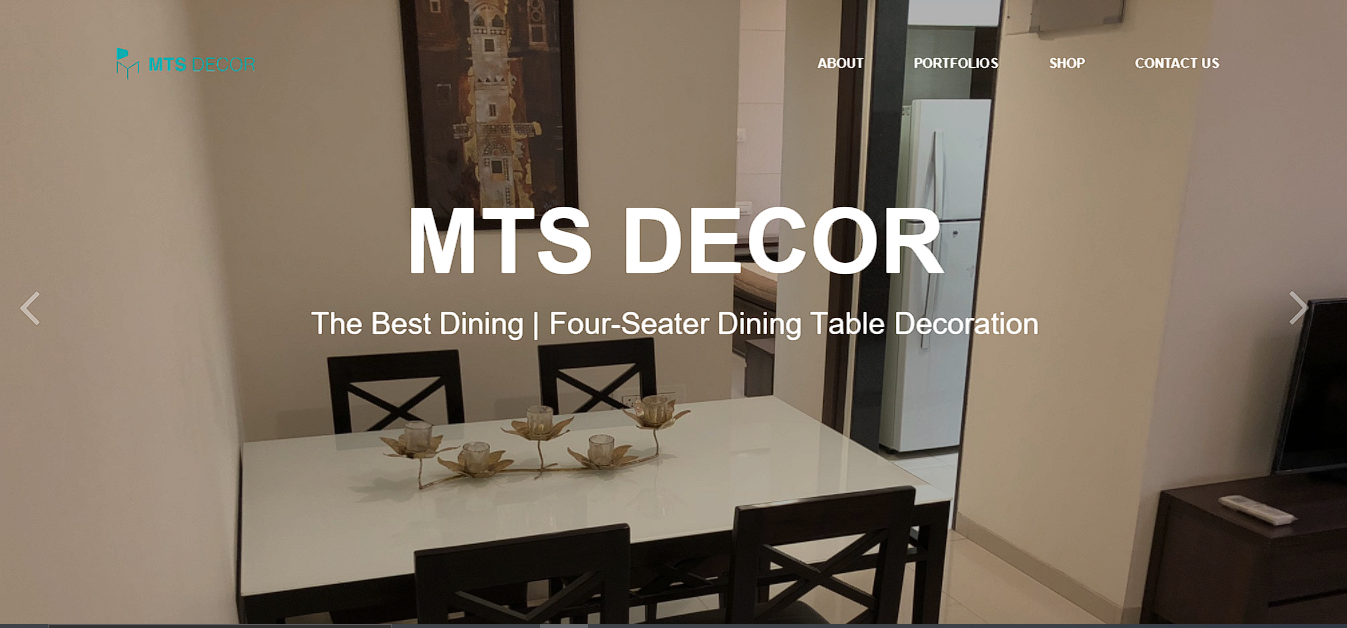 MTS DECOR
ABOUT PORTFOLIOS SHOP CONTACT US
MTS DECOR
The Best Dining | Four-Seater Dining Table Decoration